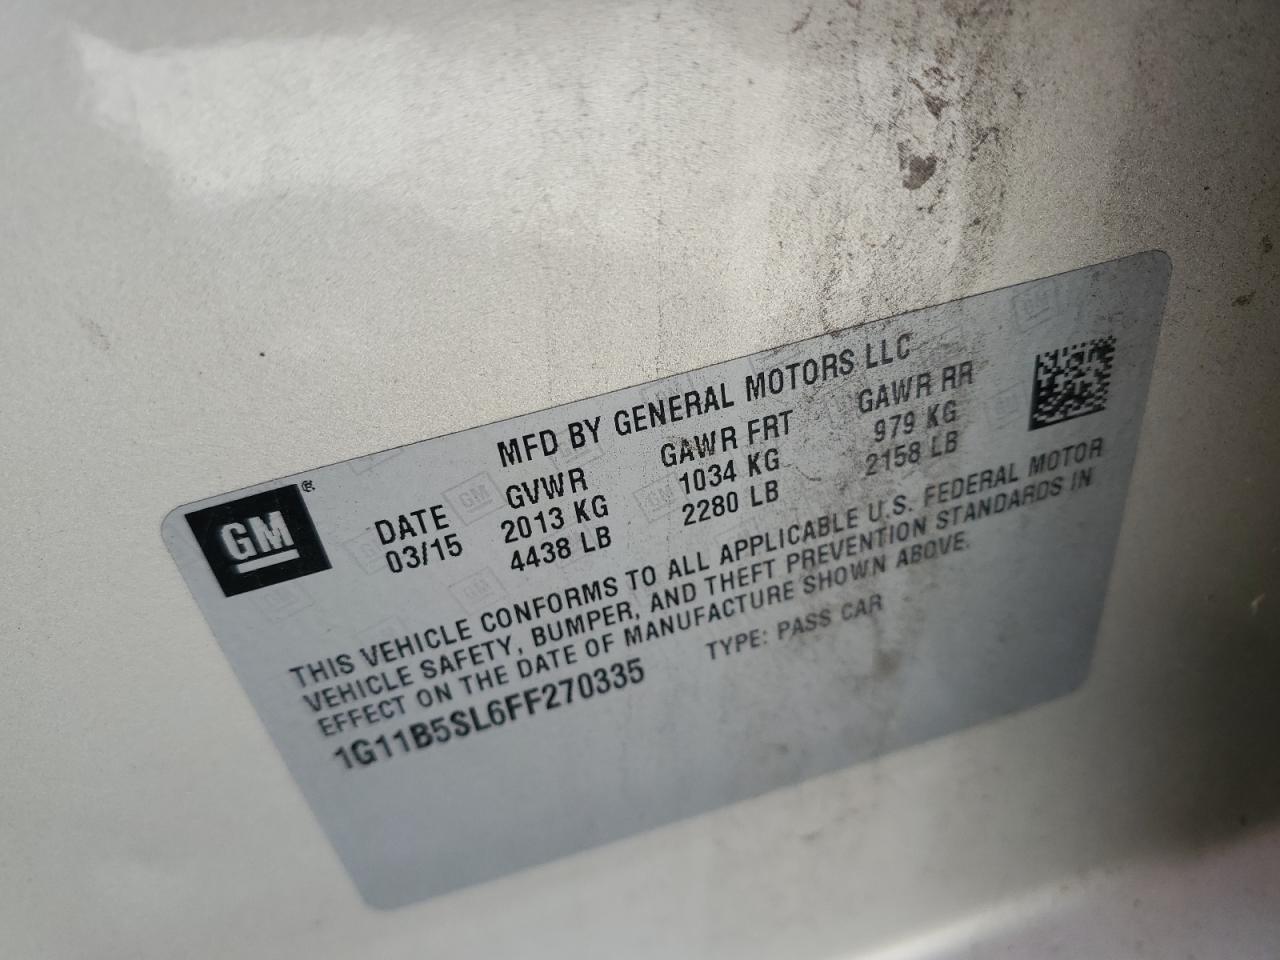 GM®
MFD BY GENERAL MOTORS LLC
DATE GVWR GAWR FRT GAWR RR
03/15 2013 KG 1034 KG 979 KG
4438 LB 2280 LB 2158 LB
THIS VEHICLE CONFORMS TO ALL APPLICABLE U.S. FEDERAL MOTOR
VEHICLE SAFETY, BUMPER, AND THEFT PREVENTION STANDARDS IN
EFFECT ON THE DATE OF MANUFACTURE SHOWN ABOVE.
1G11B5SL6FF270335 TYPE: PASS CAR